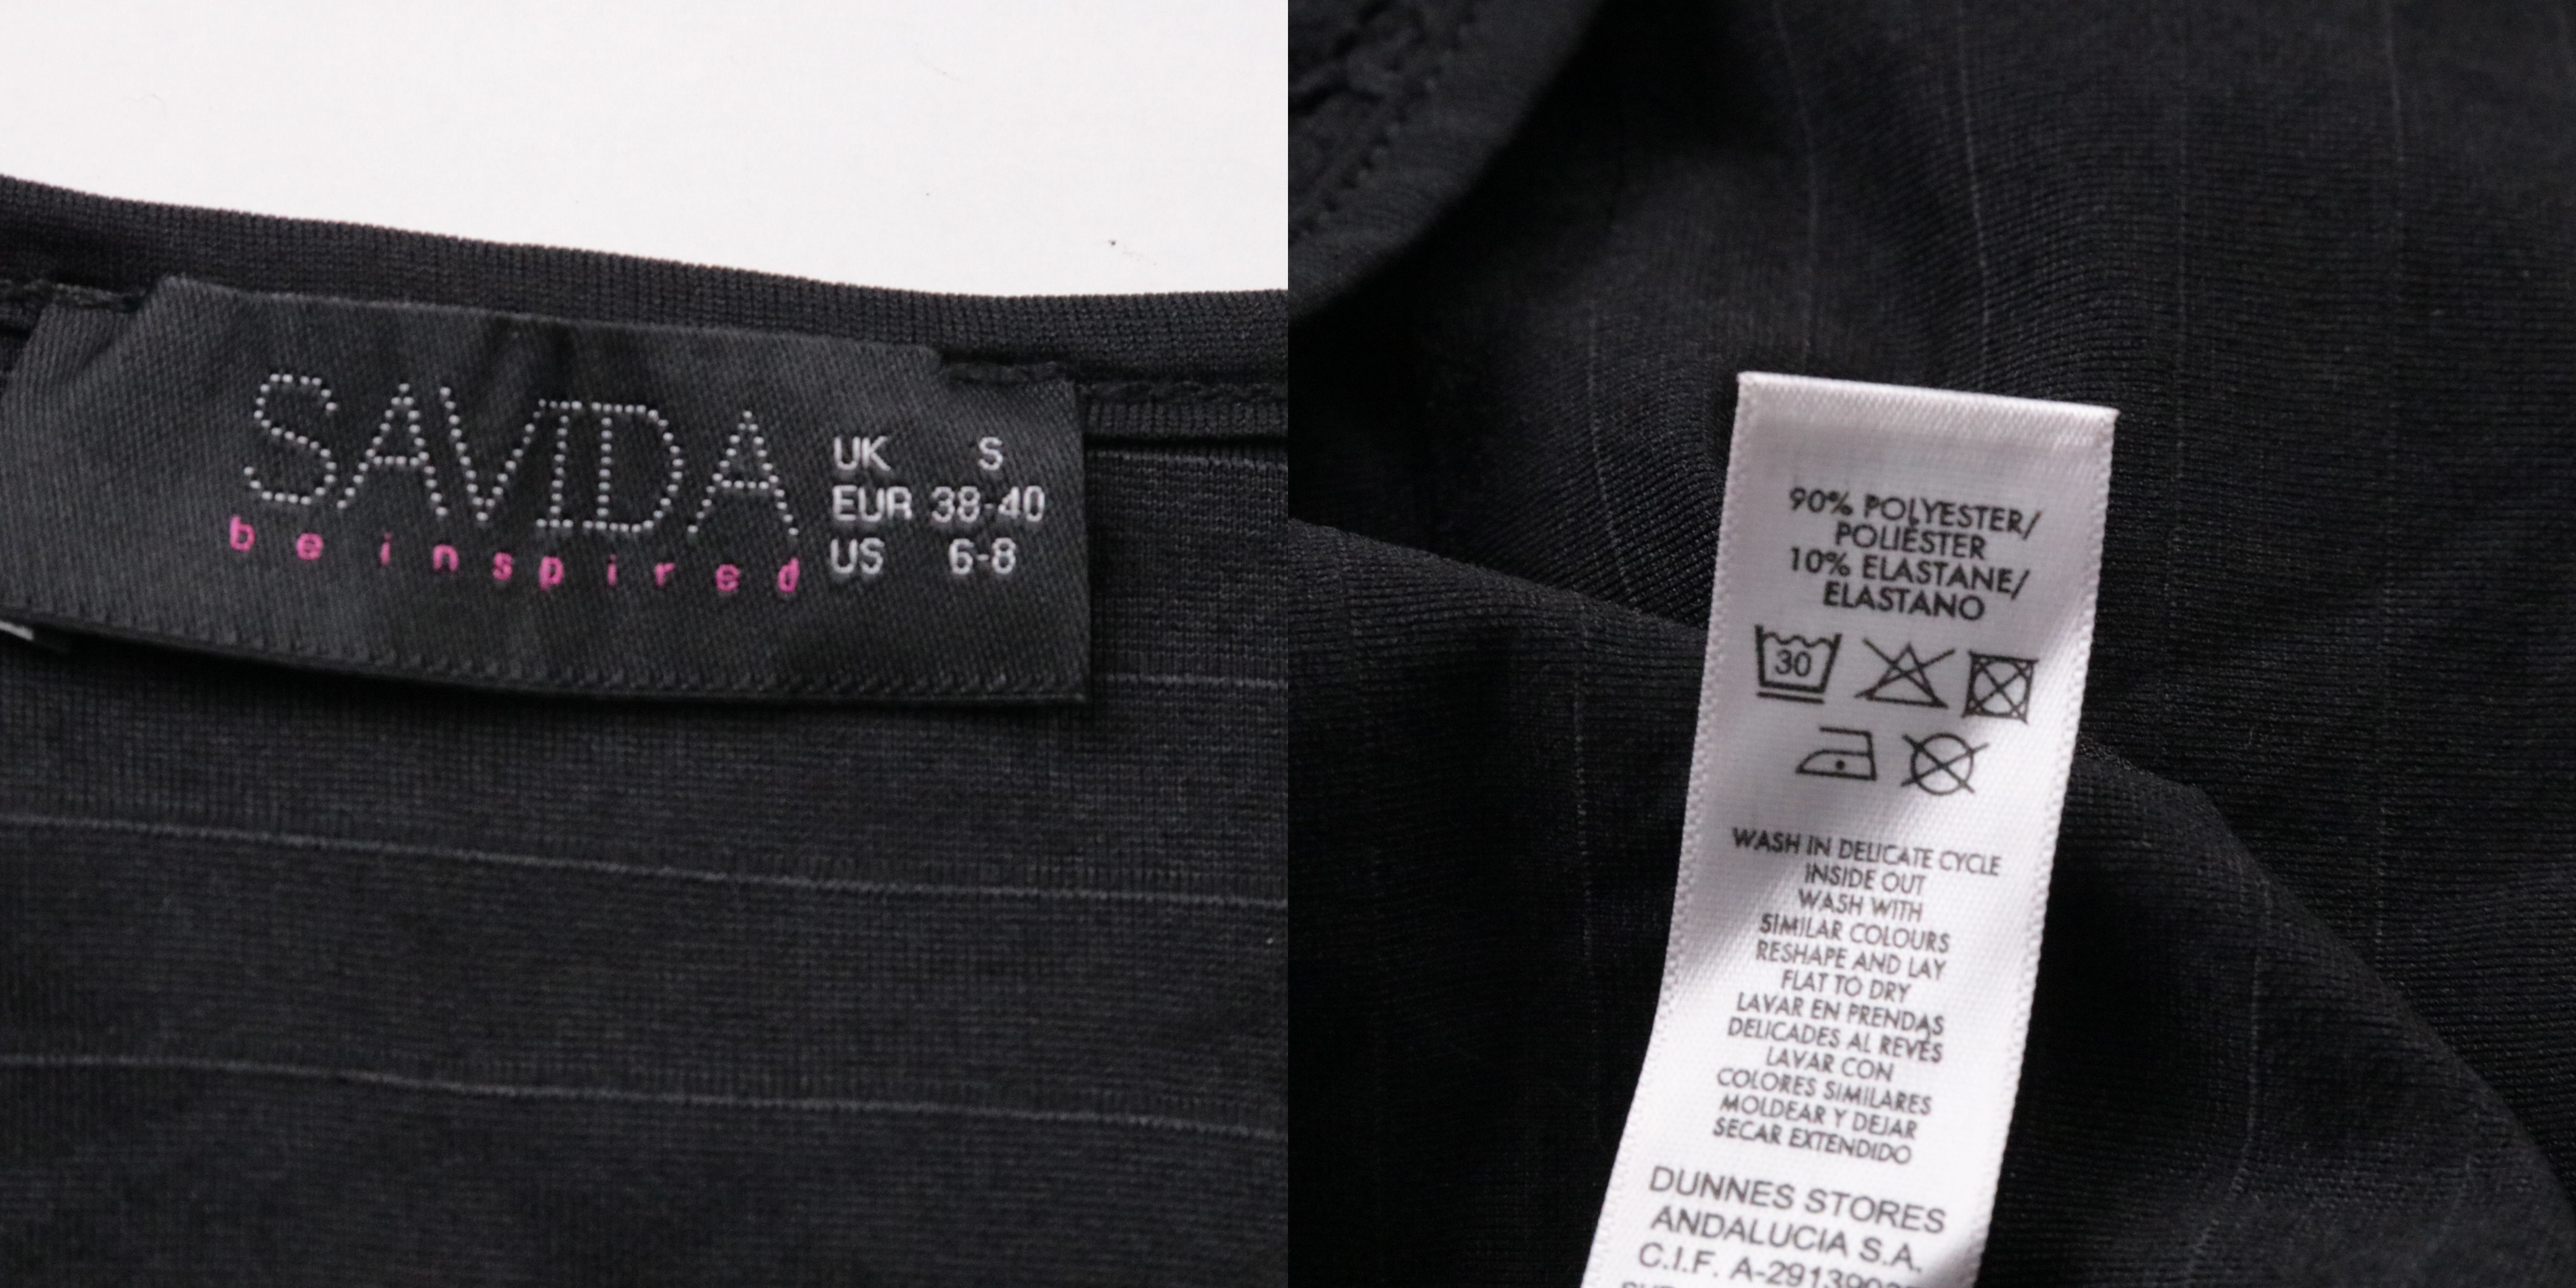 SAVIDA
be inspired
UK S
EUR 38-40
US 6-8
90% POLYESTER/
POLIÉSTER
10% ELASTANE/
ELASTANO
30
WASH IN DELICATE CYCLE
INSIDE OUT
WASH WITH
SIMILAR COLOURS
RESHAPE AND LAY
FLAT TO DRY
LAVAR EN PRENDAS
DELICADES AL REVÉS
LAVAR CON
COLORES SIMILARES
MOLDEAR Y DEJAR
SECAR EXTENDIDO
DUNNES STORES
ANDALUCIA S.A.
C.I.F.